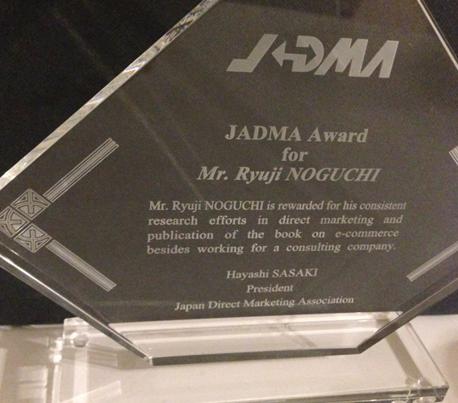 JADMA
JADMA Award
for
Mr. Ryuji NOGUCHI
Mr. Ryuji NOGUCHI is rewarded for his consistent
research efforts in direct marketing and
publication of the book on e-commerce
besides working for a consulting company.
Hayashi SASAKI
President
Japan Direct Marketing Association